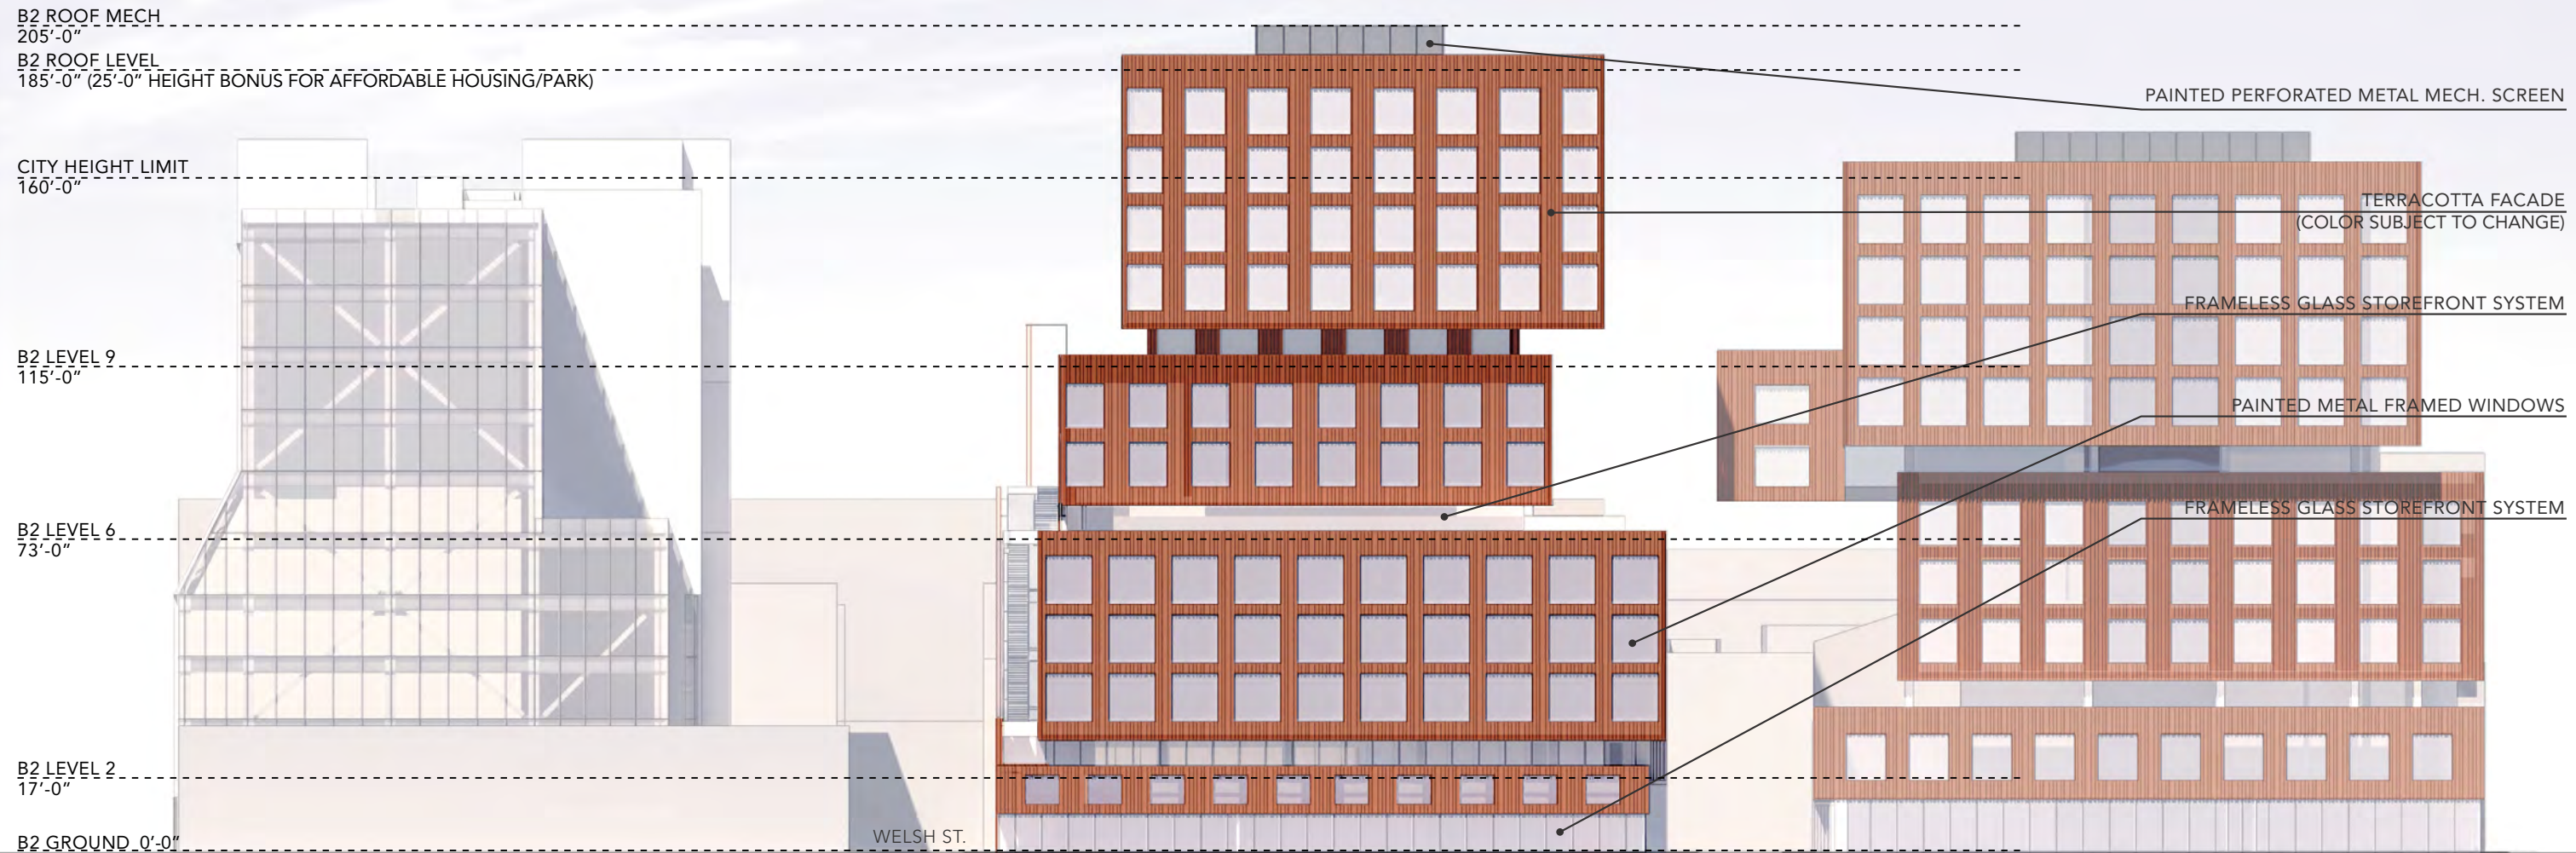 B2 ROOF MECH
205'-0"
B2 ROOF LEVEL
185'-0" (25'-0" HEIGHT BONUS FOR AFFORDABLE HOUSING/PARK)
PAINTED PERFORATED METAL MECH. SCREEN
CITY HEIGHT LIMIT
160'-0"
TERRACOTTA FACADE
(COLOR SUBJECT TO CHANGE)
FRAMELESS GLASS STOREFRONT SYSTEM
B2 LEVEL 9
115'-0"
PAINTED METAL FRAMED WINDOWS
FRAMELESS GLASS STOREFRONT SYSTEM
B2 LEVEL 6
73'-0"
B2 LEVEL 2
17'-0"
B2 GROUND 0'-0"
WELSH ST.